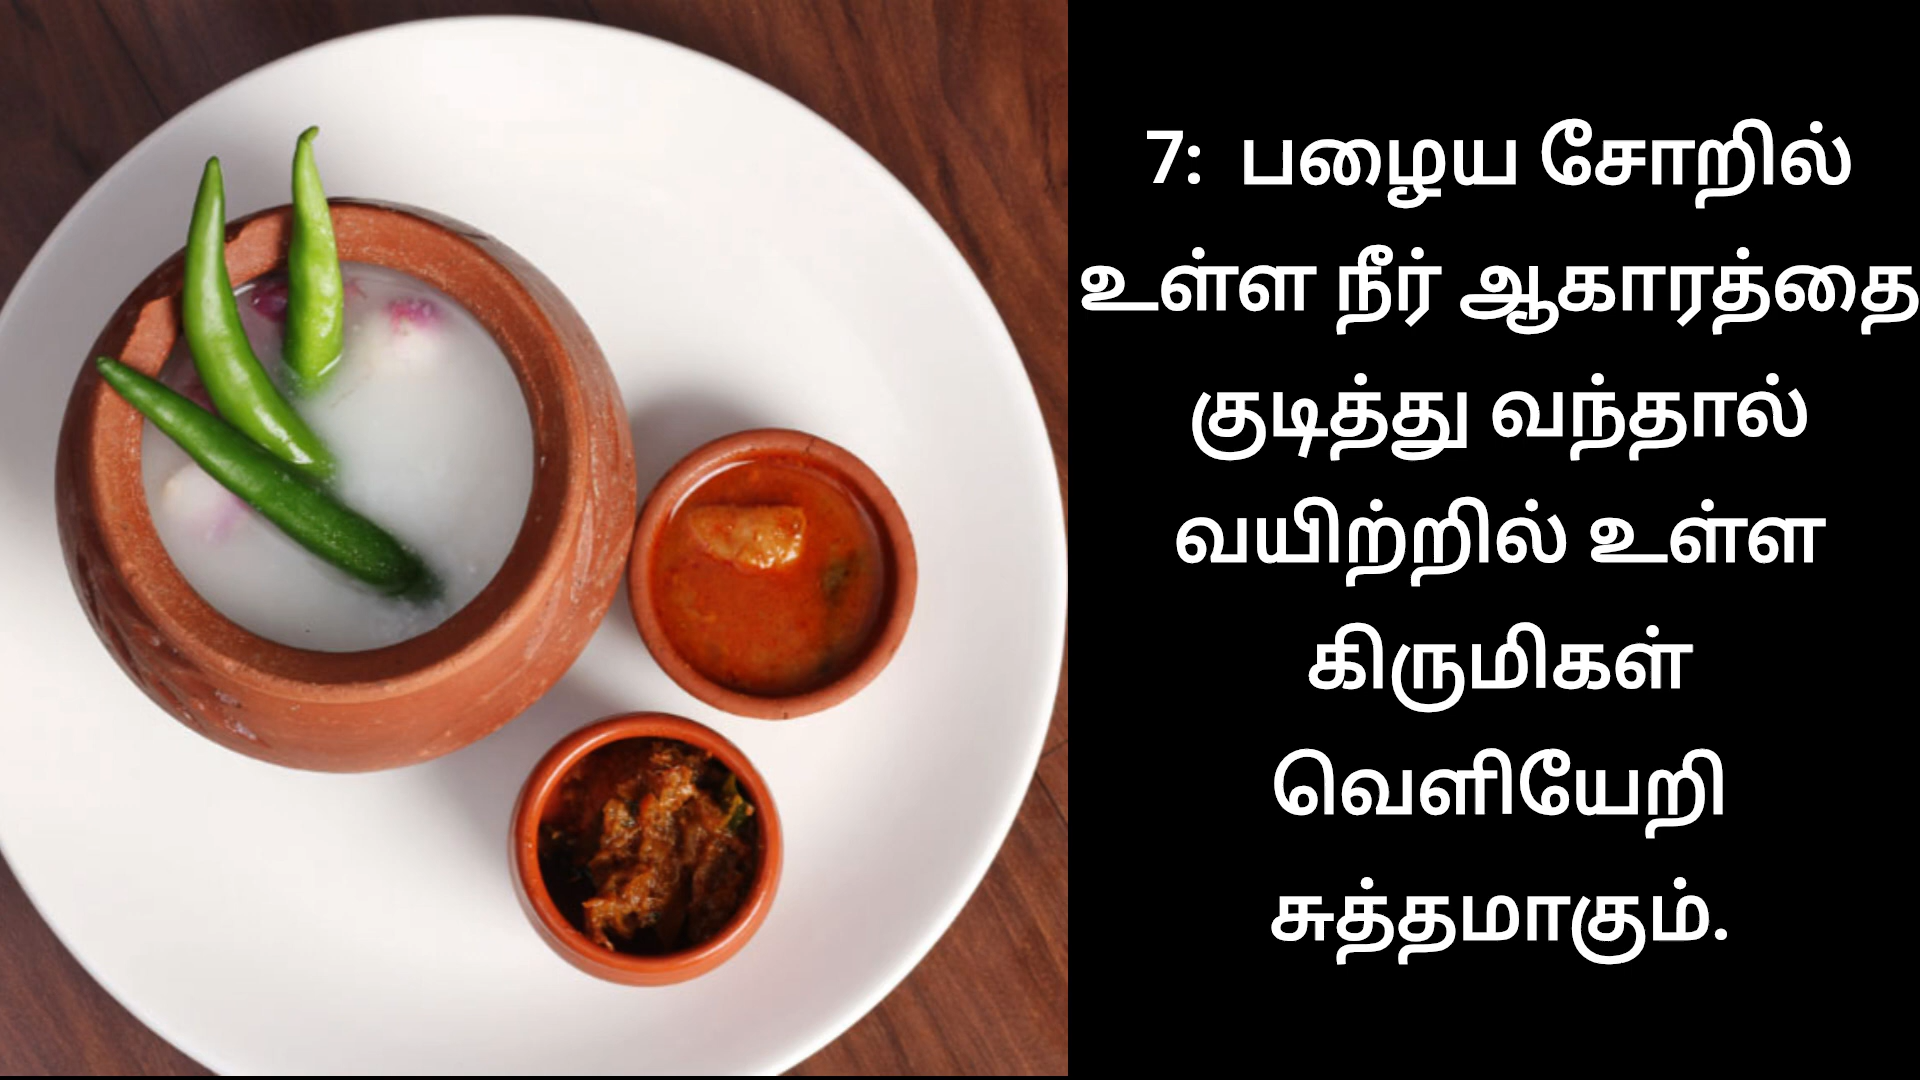 7: பழைய சோறில்
உள்ள நீர் ஆகாரத்தை
குடித்து வந்தால்
வயிற்றில் உள்ள
கிருமிகள்
வெளியேறி
சுத்தமாகும்.